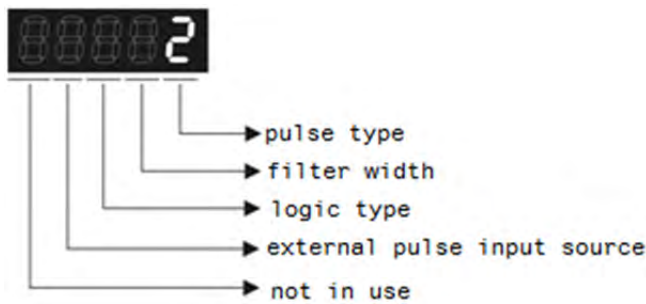 2
pulse type
filter width
logic type
external pulse input source
not in use